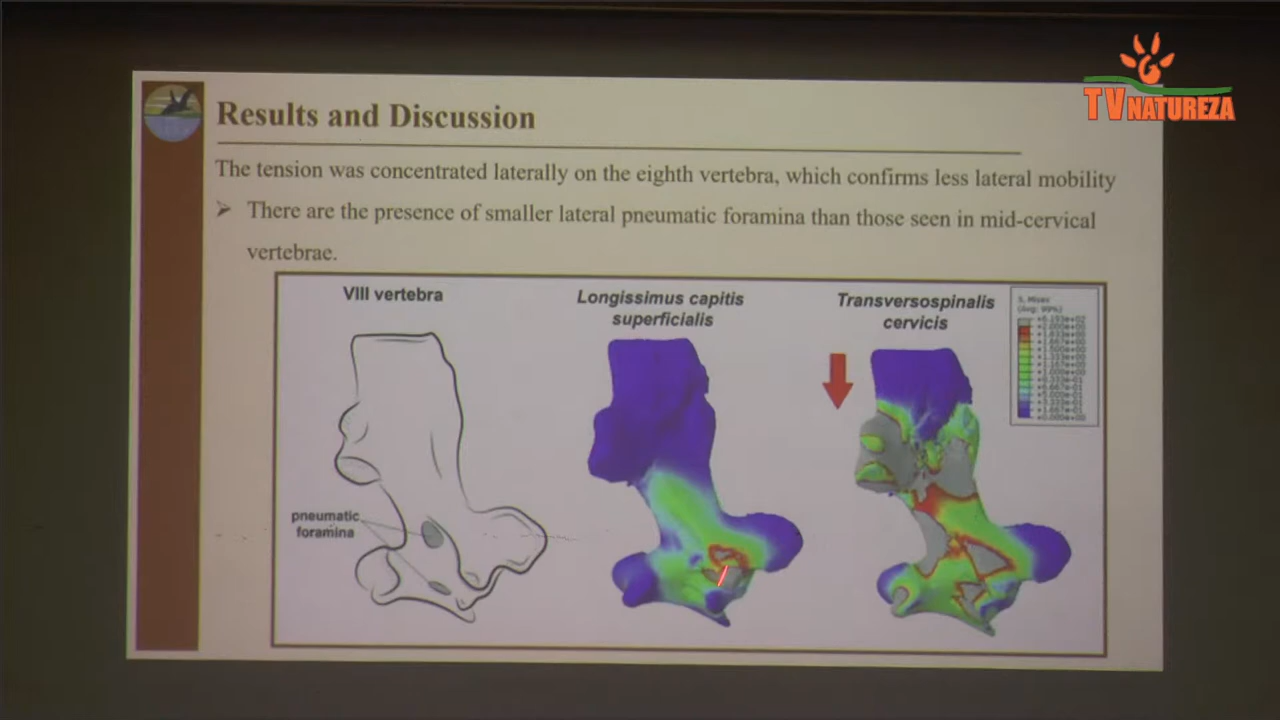 TV NATUREZA
Results and Discussion
The tension was concentrated laterally on the eighth vertebra, which confirms less lateral mobility
➢ There are the presence of smaller lateral pneumatic foramina than those seen in mid-cervical
vertebrae.
VIII vertebra
Longissimus capitis
superficialis
Transversospinalis
cervicis
S, Mises
pneumatic
foramina